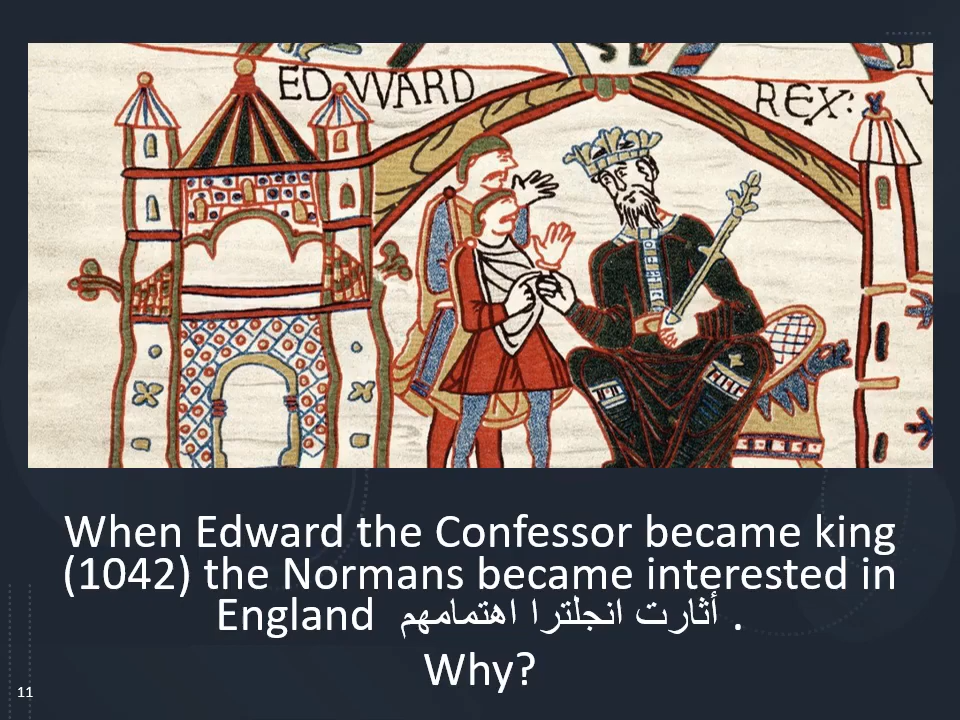 EDVVARD REX:
When Edward the Confessor became king
(1042) the Normans became interested in
England أثارت انجلترا اهتمامهم .
Why?
11